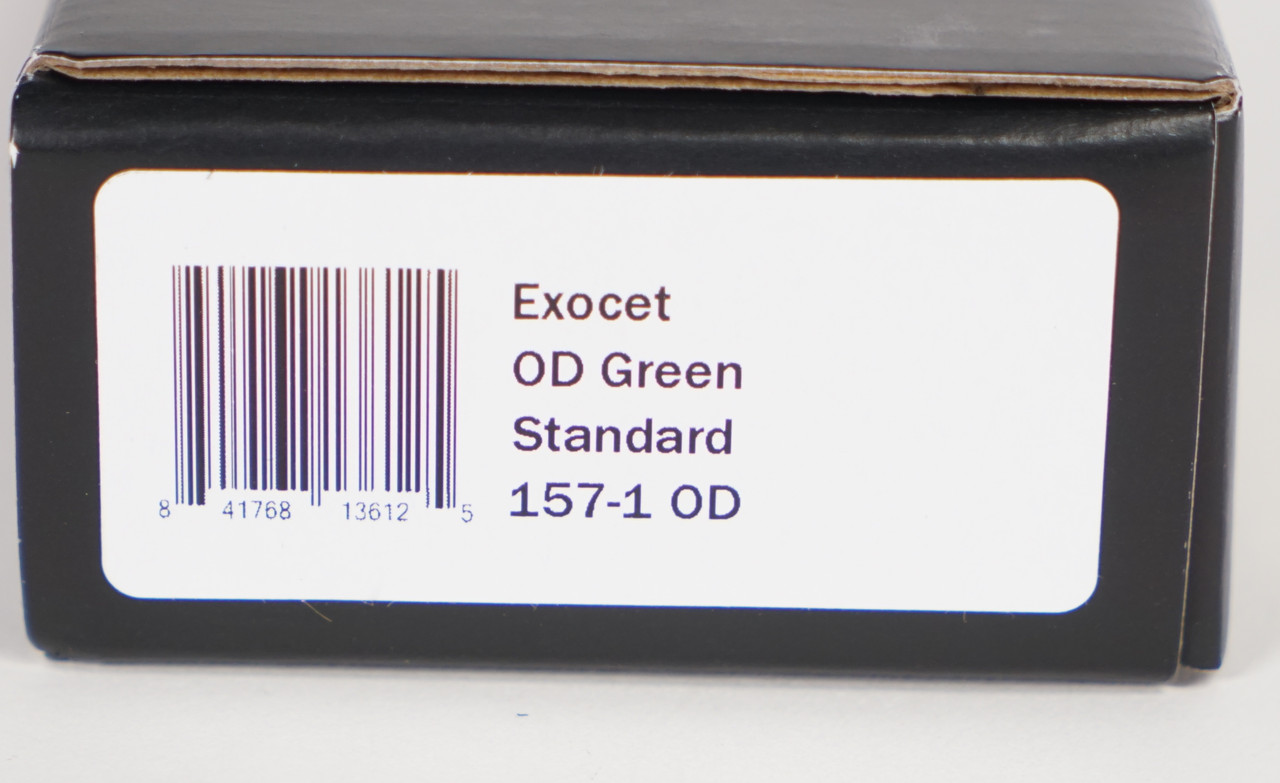 Exocet
OD Green
Standard
157-1 OD
8 41768 13612 5